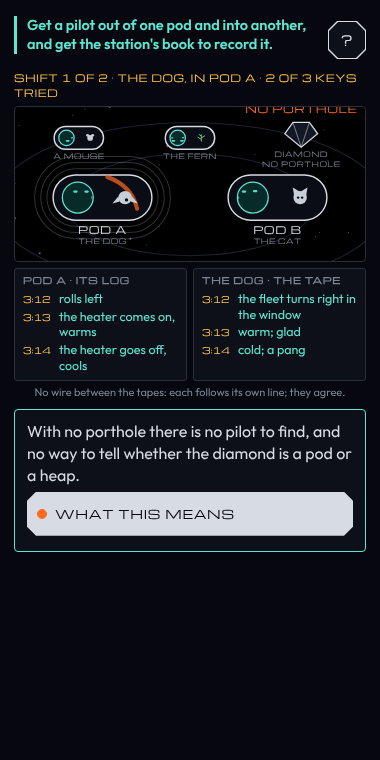 Get a pilot out of one pod and into another,
and get the station's book to record it.
?
SHIFT 1 OF 2 · THE DOG, IN POD A · 2 OF 3 KEYS
TRIED
NO PORTHOLE
A MOUSE
THE FERN
DIAMOND
NO PORTHOLE
POD A
THE DOG
POD B
THE CAT
POD A · ITS LOG
3:12 rolls left
3:13 the heater comes on,
warms
3:14 the heater goes off,
cools
THE DOG · THE TAPE
3:12 the fleet turns right in
the window
3:13 warm; glad
3:14 cold; a pang
No wire between the tapes: each follows its own line; they agree.
With no porthole there is no pilot to find, and
no way to tell whether the diamond is a pod or
a heap.
WHAT THIS MEANS